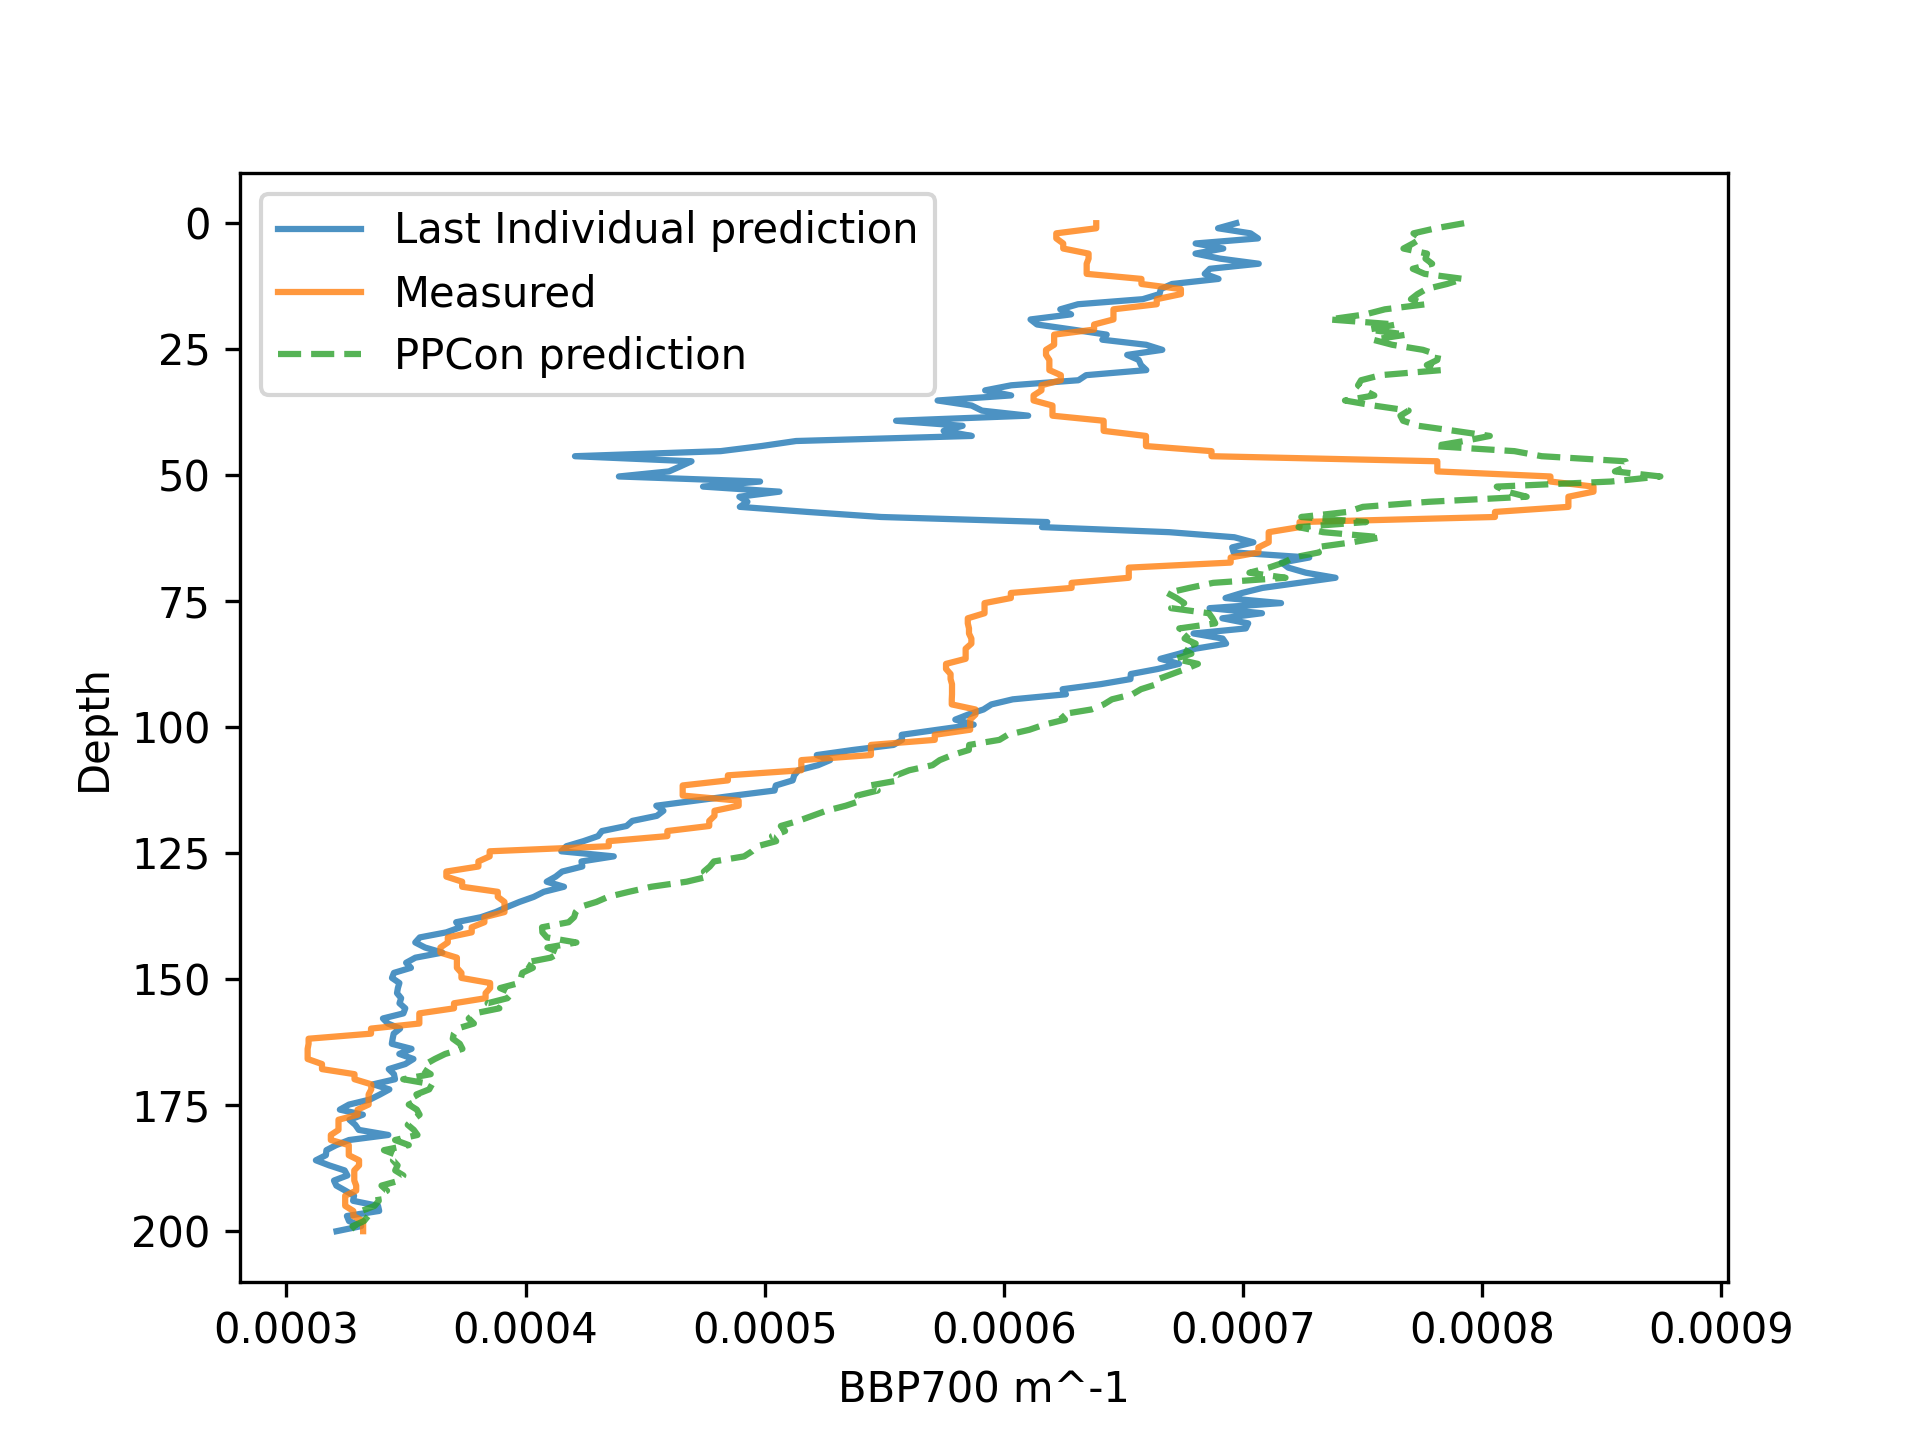 Last Individual prediction
Measured
PPCon prediction
0
25
50
75
100
125
150
175
200
Depth
0.0003 0.0004 0.0005 0.0006 0.0007 0.0008 0.0009
BBP700 m^-1